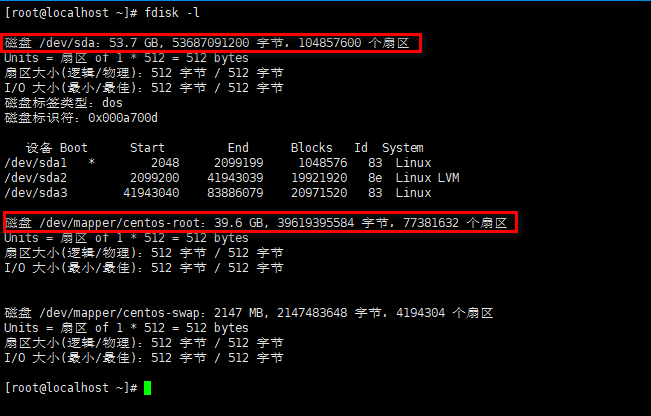 [root@localhost ~]# fdisk -l
磁盘 /dev/sda：53.7 GB, 53687091200 字节，104857600 个扇区
Units = 扇区 of 1 * 512 = 512 bytes
扇区大小(逻辑/物理)：512 字节 / 512 字节
I/O 大小(最小/最佳)：512 字节 / 512 字节
磁盘标签类型：dos
磁盘标识符：0x000a700d
设备 Boot      Start         End      Blocks   Id  System
/dev/sda1   *        2048     2099199     1048576   83  Linux
/dev/sda2         2099200    41943039    19921920   8e  Linux LVM
/dev/sda3        41943040    83886079    20971520   83  Linux
磁盘 /dev/mapper/centos-root：39.6 GB, 39619395584 字节，77381632 个扇区
Units = 扇区 of 1 * 512 = 512 bytes
扇区大小(逻辑/物理)：512 字节 / 512 字节
I/O 大小(最小/最佳)：512 字节 / 512 字节
磁盘 /dev/mapper/centos-swap：2147 MB, 2147483648 字节，4194304 个扇区
Units = 扇区 of 1 * 512 = 512 bytes
扇区大小(逻辑/物理)：512 字节 / 512 字节
I/O 大小(最小/最佳)：512 字节 / 512 字节
[root@localhost ~]#